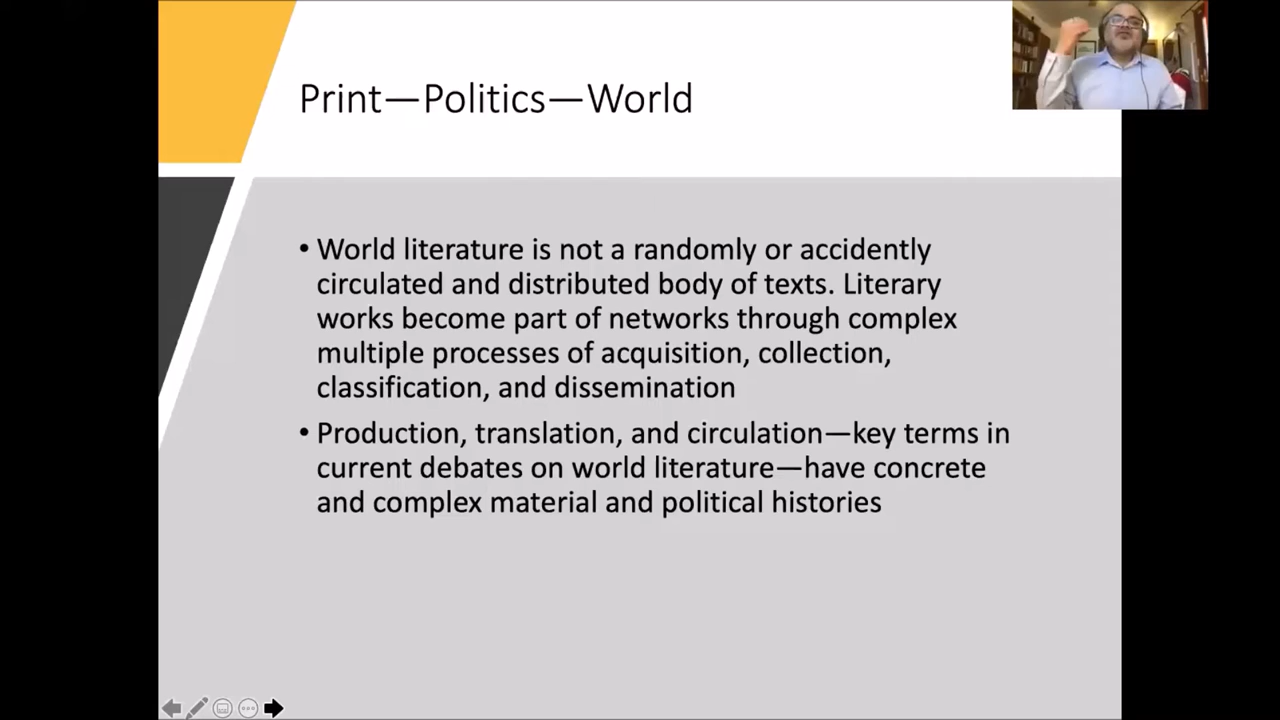 Print—Politics—World
• World literature is not a randomly or accidently
circulated and distributed body of texts. Literary
works become part of networks through complex
multiple processes of acquisition, collection,
classification, and dissemination
• Production, translation, and circulation—key terms in
current debates on world literature—have concrete
and complex material and political histories